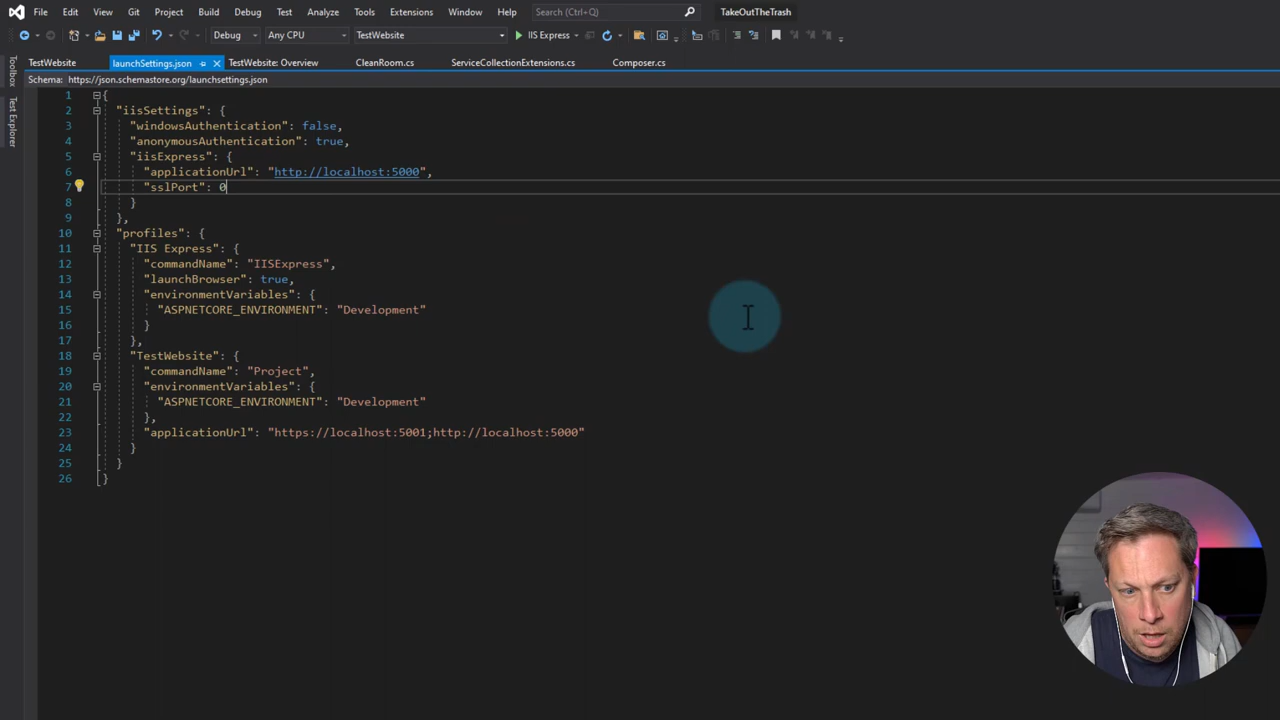 File Edit View Git Project Build Debug Test Analyze Tools Extensions Window Help Search (Ctrl+Q) TakeOutTheTrash
Debug Any CPU TestWebsite IIS Express
TestWebsite launchSettings.json TestWebsite: Overview CleanRoom.cs ServiceCollectionExtensions.cs Composer.cs
Toolbox
Test Explorer
Schema: https://json.schemastore.org/launchsettings.json
1 {
2 "iisSettings": {
3 "windowsAuthentication": false,
4 "anonymousAuthentication": true,
5 "iisExpress": {
6 "applicationUrl": "http://localhost:5000",
7 "sslPort": 0
8 }
9 },
10 "profiles": {
11 "IIS Express": {
12 "commandName": "IISExpress",
13 "launchBrowser": true,
14 "environmentVariables": {
15 "ASPNETCORE_ENVIRONMENT": "Development"
16 }
17 },
18 "TestWebsite": {
19 "commandName": "Project",
20 "environmentVariables": {
21 "ASPNETCORE_ENVIRONMENT": "Development"
22 },
23 "applicationUrl": "https://localhost:5001;http://localhost:5000"
24 }
25 }
26 }